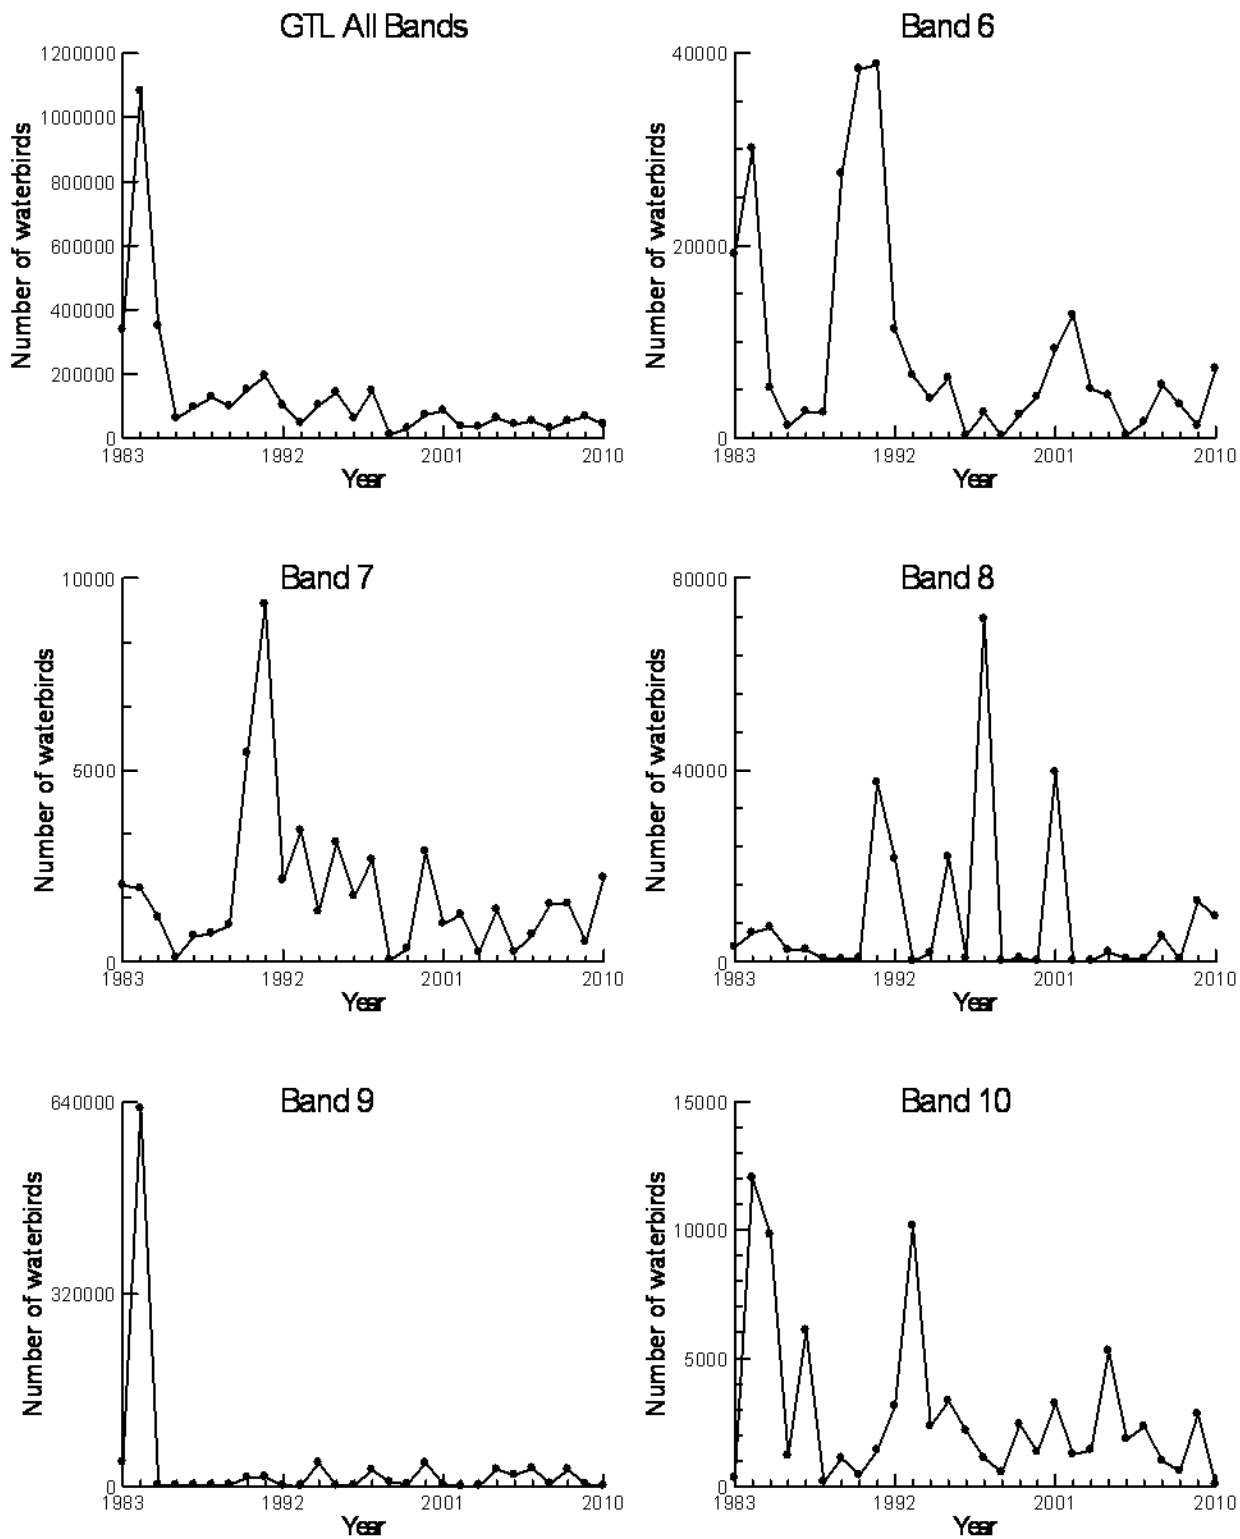 GTL All Bands
1200000
1000000
800000
600000
400000
200000
0
Number of waterbirds
1983
1992
2001
2010
Year
Band 6
40000
20000
0
Number of waterbirds
1983
1992
2001
2010
Year
Band 7
10000
5000
0
Number of waterbirds
1983
1992
2001
2010
Year
Band 8
80000
40000
0
Number of waterbirds
1983
1992
2001
2010
Year
Band 9
640000
320000
0
Number of waterbirds
1983
1992
2001
2010
Year
Band 10
15000
10000
5000
0
Number of waterbirds
1983
1992
2001
2010
Year